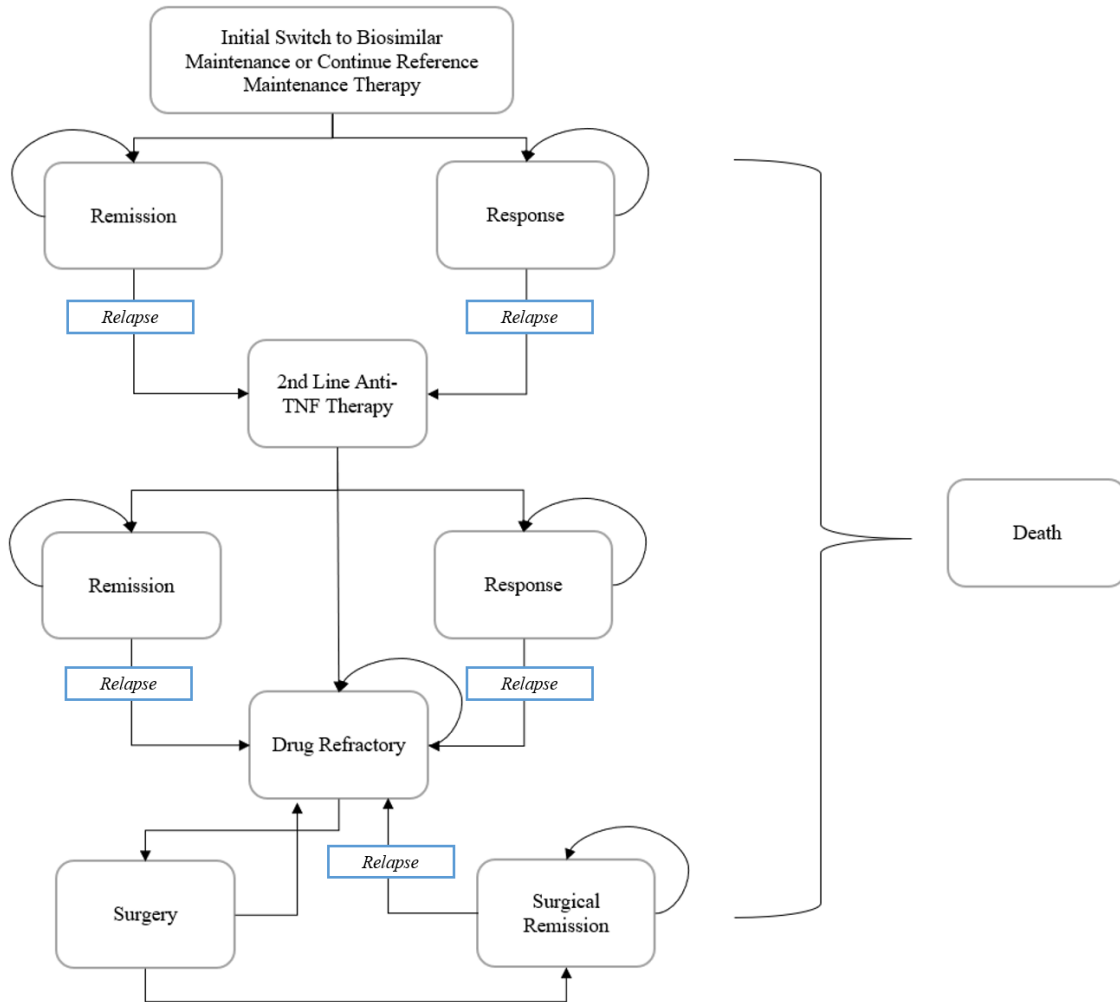 Initial Switch to Biosimilar
Maintenance or Continue Reference
Maintenance Therapy
Remission
Response
Relapse
Relapse
2nd Line Anti-
TNF Therapy
Remission
Response
Death
Relapse
Relapse
Drug Refractory
Relapse
Surgery
Surgical
Remission